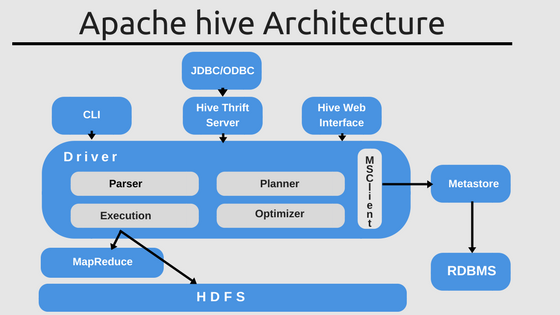 Apache hive Architecture
JDBC/ODBC
CLI
Hive Thrift
Server
Hive Web
Interface
Driver
Parser
Planner
Execution
Optimizer
MSClient
Metastore
MapReduce
RDBMS
HDFS